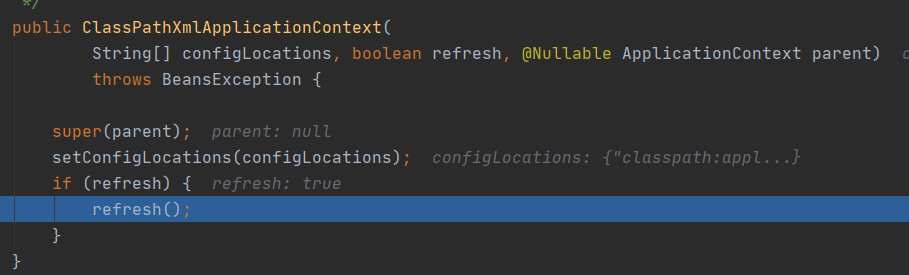 */
public ClassPathXmlApplicationContext(
String[] configLocations, boolean refresh, @Nullable ApplicationContext parent)
throws BeansException {
super(parent); parent: null
setConfigLocations(configLocations); configLocations: {"classpath:appl...}
if (refresh) { refresh: true
refresh();
}
}